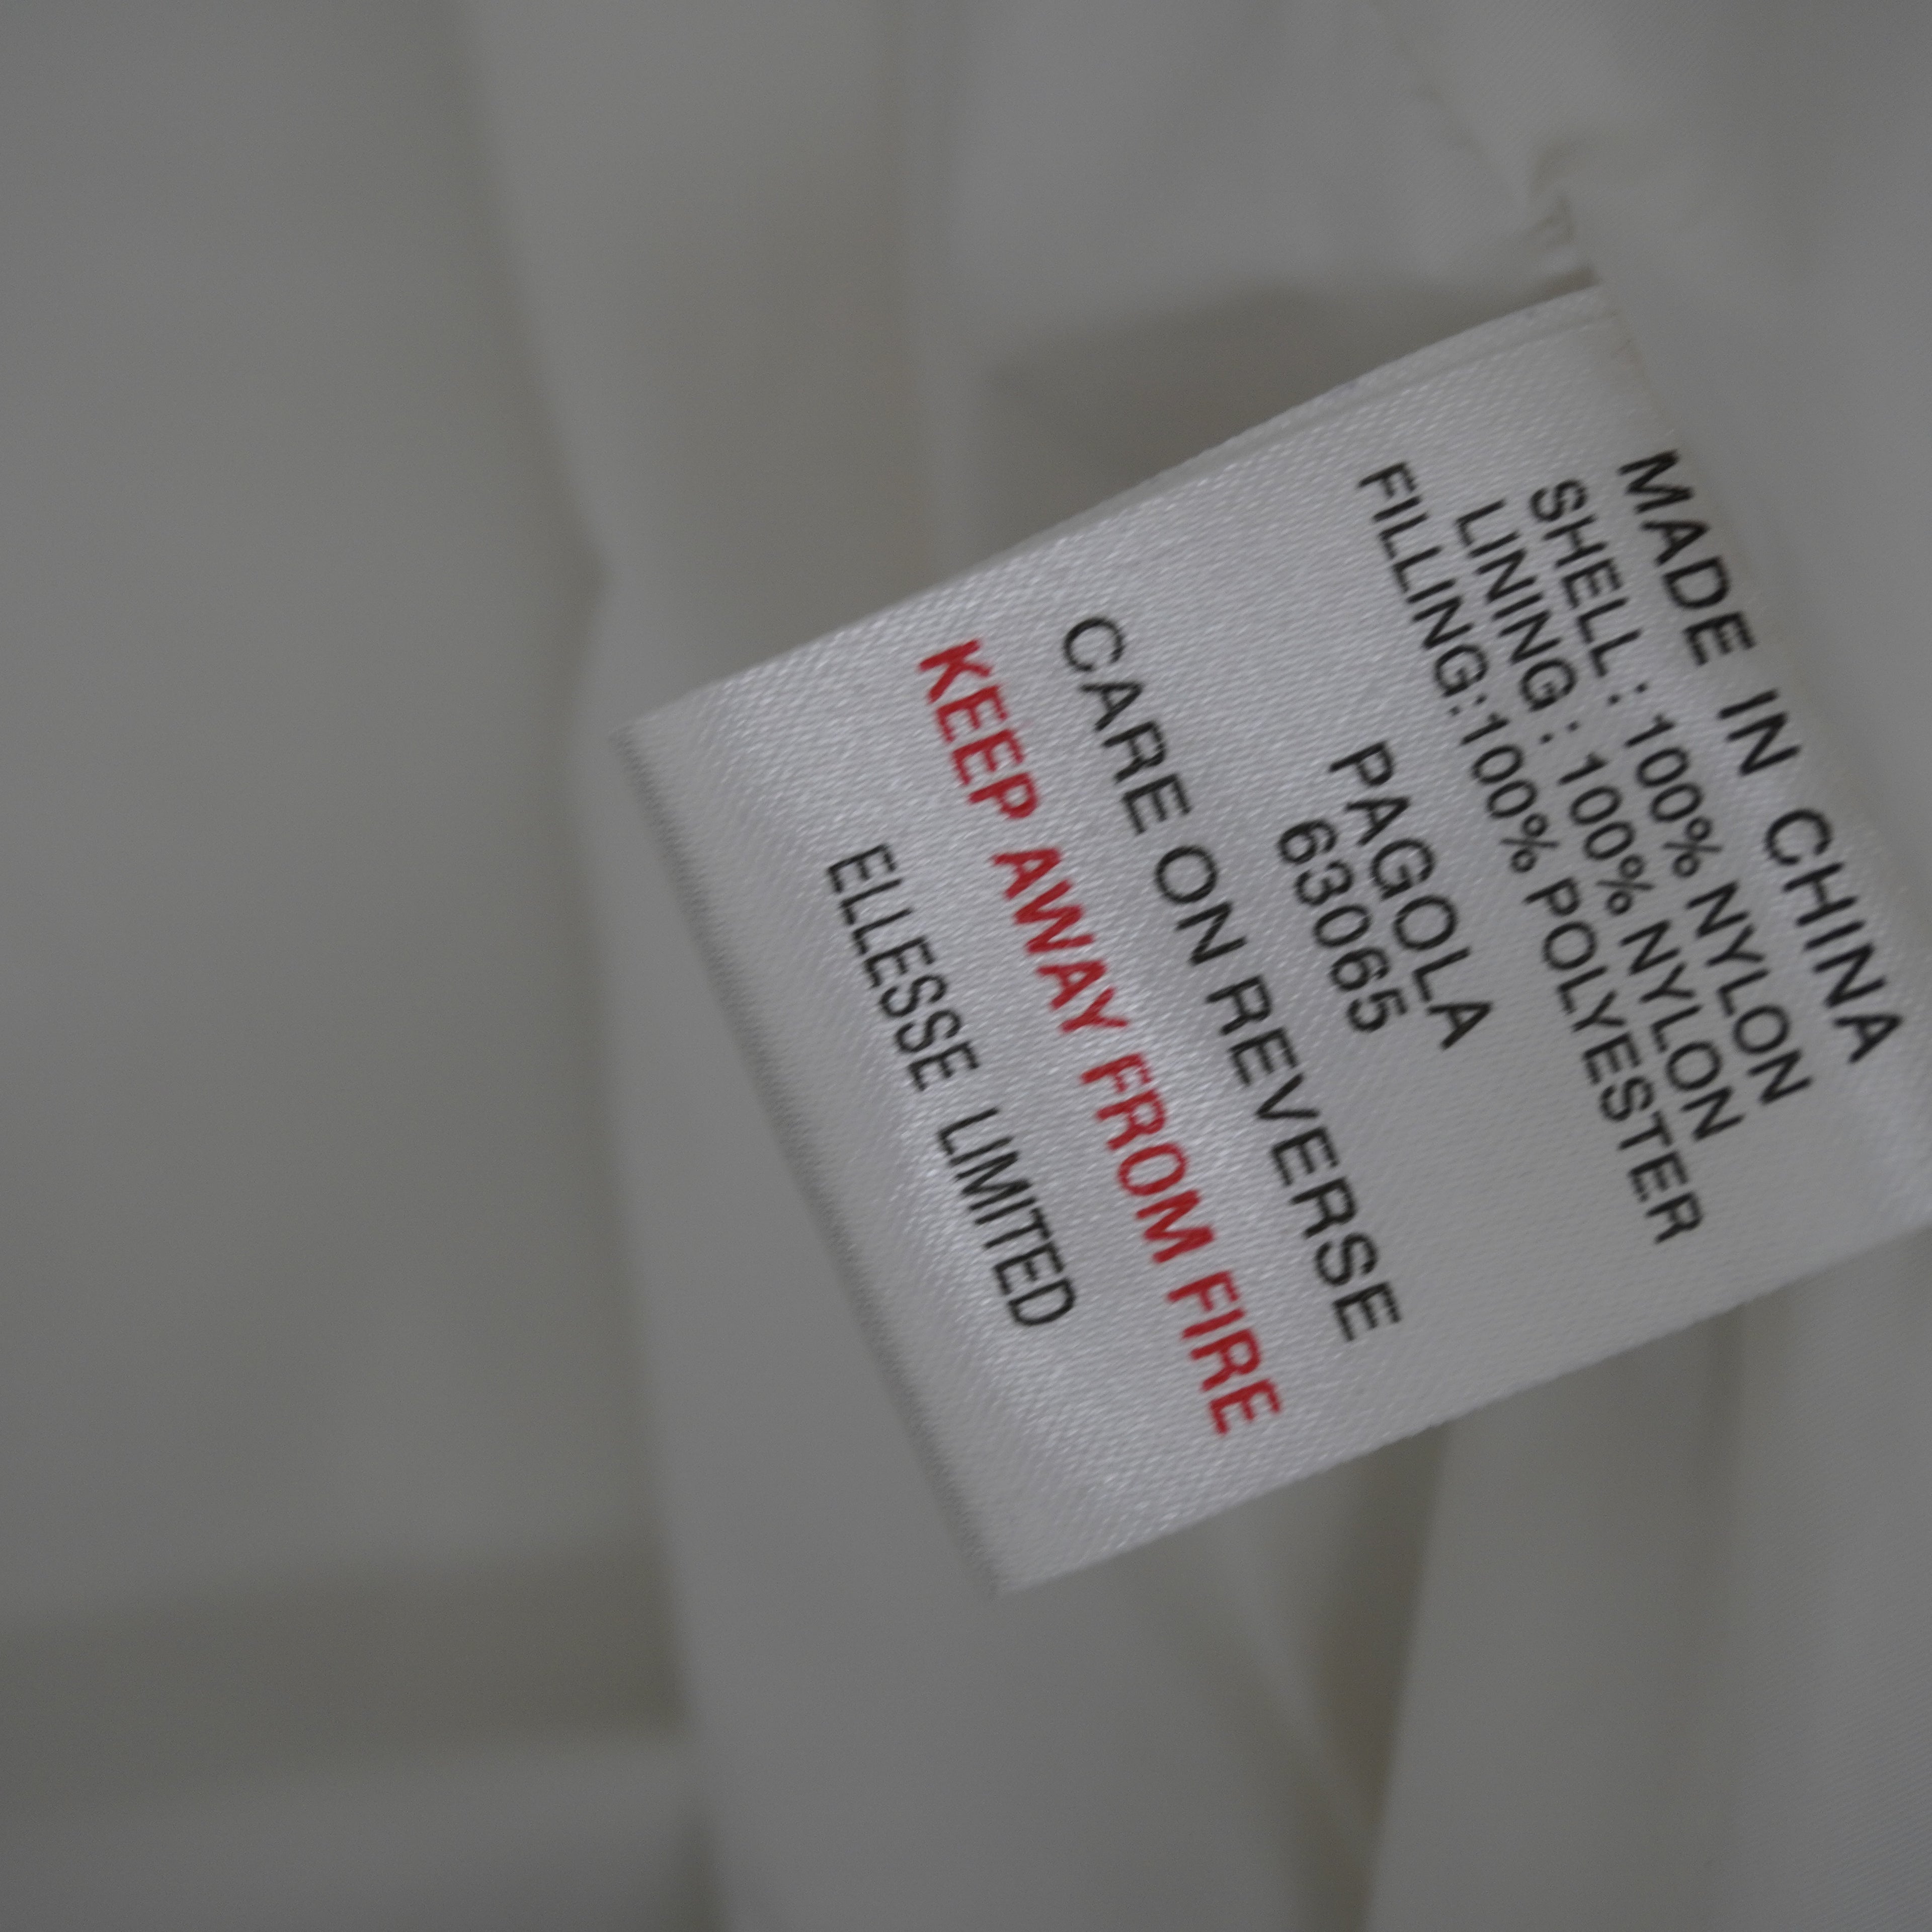 MADE IN CHINA
SHELL : 100% NYLON
LINING : 100% NYLON
FILLING:100% POLYESTER
PAGOLA
63065
CARE ON REVERSE
KEEP AWAY FROM FIRE
ELLESSE LIMITED